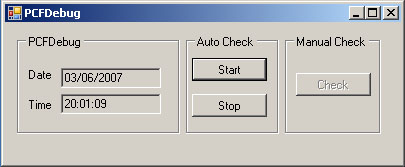 PCFDebug
PCFDebug
Date 03/06/2007
Time 20:01:09
Auto Check
Start
Stop
Manual Check
Check